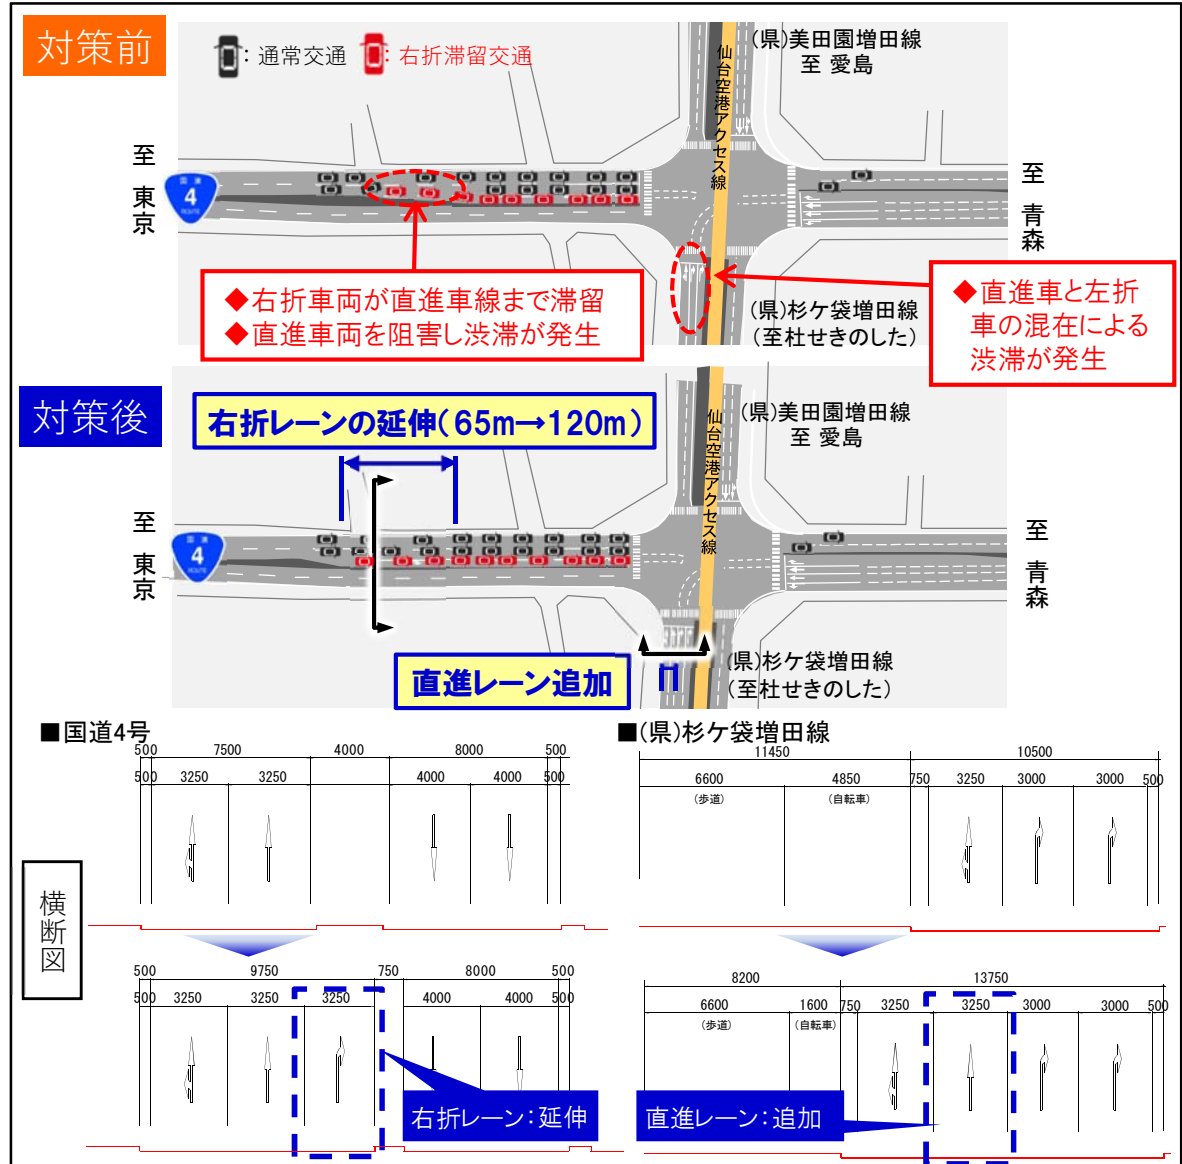 対策前
：通常交通
：右折滞留交通
(県)美田園増田線
至 愛島
仙台空港アクセス線
至 東京
国道
4
ROUTE
至 青森
◆右折車両が直進車線まで滞留
◆直進車両を阻害し渋滞が発生
(県)杉ケ袋増田線
(至杜せきのした)
◆直進車と左折
車の混在による
渋滞が発生
対策後
右折レーンの延伸(65m→120m)
(県)美田園増田線
至 愛島
仙台空港アクセス線
至 東京
国道
4
ROUTE
至 青森
直進レーン追加
(県)杉ケ袋増田線
(至杜せきのした)
■国道4号
500 7500 4000 8000 500
500 3250 3250 4000 4000 500
■(県)杉ケ袋増田線
11450 10500
6600 4850 750 3250 3000 3000 500
(歩道) (自転車)
横断図
500 9750 750 8000 500
500 3250 3250 3250 4000 4000 500
右折レーン：延伸
8200 13750
6600 1600 750 3250 3250 3000 3000 500
(歩道) (自転車)
直進レーン：追加